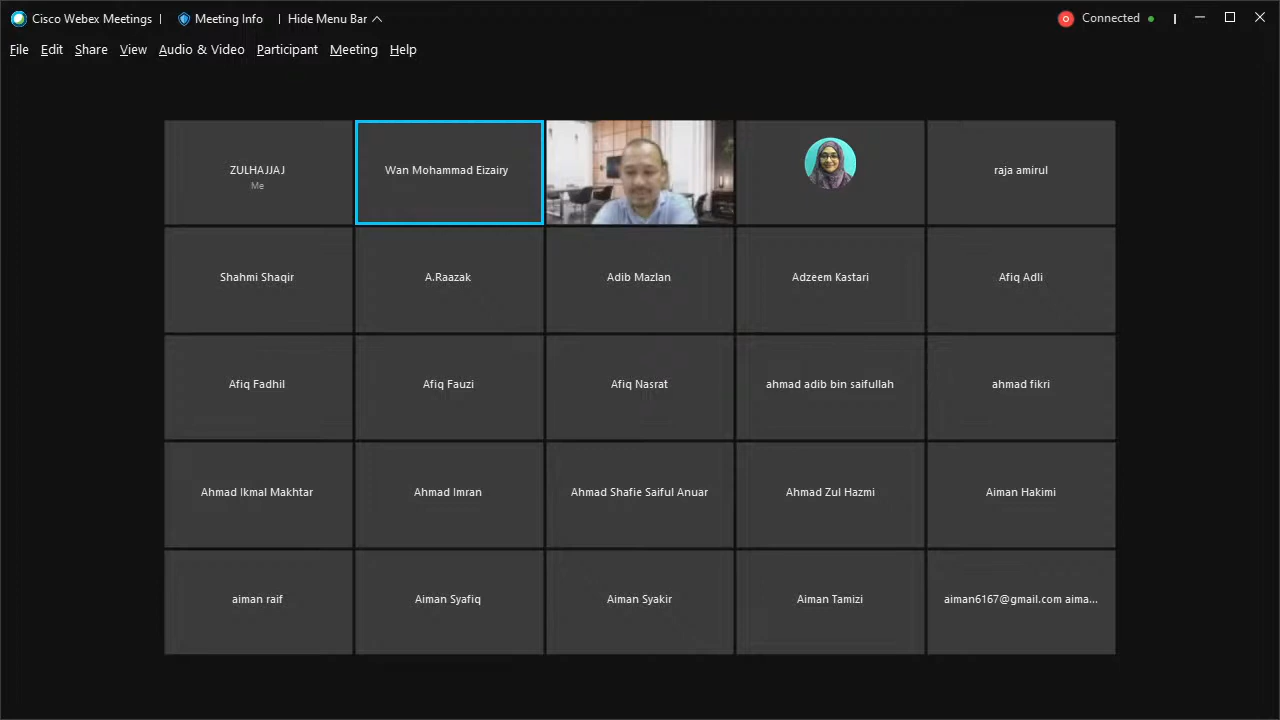 Cisco Webex Meetings | Meeting Info | Hide Menu Bar Connected
File Edit Share View Audio & Video Participant Meeting Help
ZULHAJJAJ
Me
Wan Mohammad Eizairy
raja amirul
Shahmi Shaqir
A.Raazak
Adib Mazlan
Adzeem Kastari
Afiq Adli
Afiq Fadhil
Afiq Fauzi
Afiq Nasrat
ahmad adib bin saifullah
ahmad fikri
Ahmad Ikmal Makhtar
Ahmad Imran
Ahmad Shafie Saiful Anuar
Ahmad Zul Hazmi
Aiman Hakimi
aiman raif
Aiman Syafiq
Aiman Syakir
Aiman Tamizi
aiman6167@gmail.com aima...